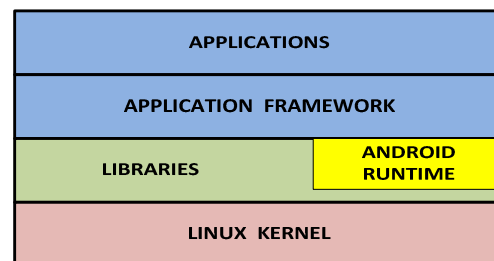 APPLICATIONS
APPLICATION FRAMEWORK
LIBRARIES
ANDROID
RUNTIME
LINUX KERNEL